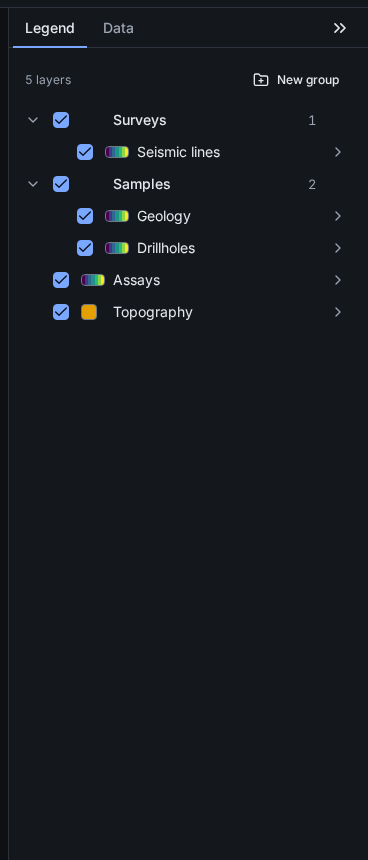 Legend Data
5 layers New group
Surveys 1
Seismic lines
Samples 2
Geology
Drillholes
Assays
Topography